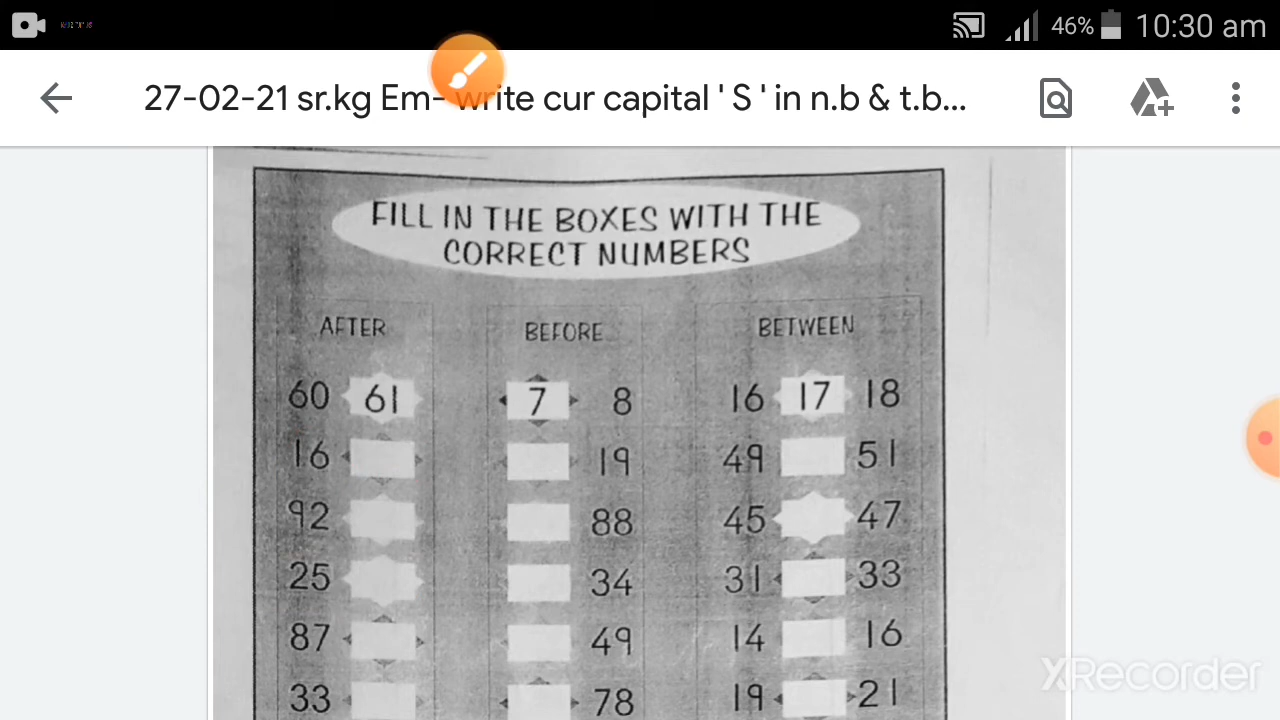 46% 10:30 am
27-02-21 sr.kg Em- write cur capital ' S ' in n.b & t.b...
FILL IN THE BOXES WITH THE
CORRECT NUMBERS
AFTER BEFORE BETWEEN
60 61 7 8 16 17 18
16 19 49 51
92 88 45 47
25 34 31 33
87 49 14 16
33 78 19 21
XRecorder